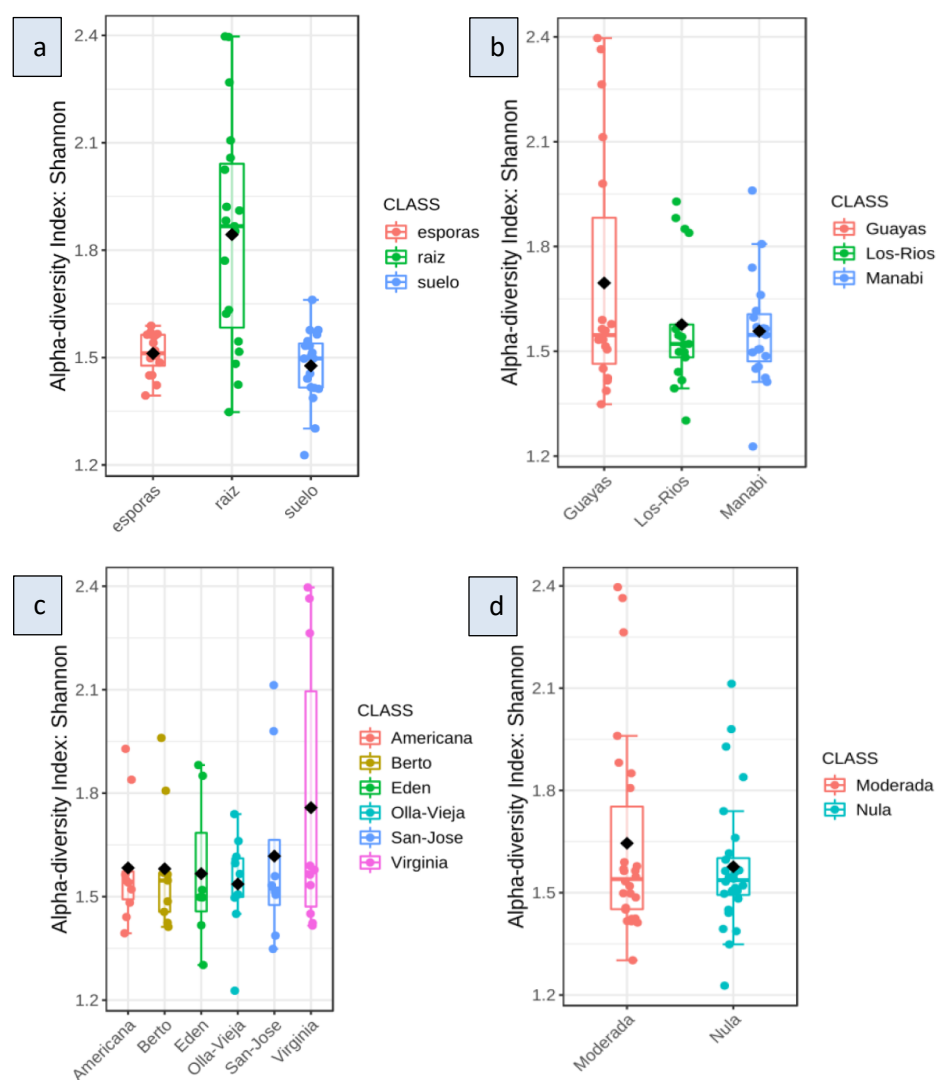 a
2.4
2.1
1.8
1.5
1.2
Alpha-diversity Index: Shannon
esporas
raiz
suelo
CLASS
esporas
raiz
suelo
b
2.4
2.1
1.8
1.5
1.2
Alpha-diversity Index: Shannon
Guayas
Los-Rios
Manabi
CLASS
Guayas
Los-Rios
Manabi
c
2.4
2.1
1.8
1.5
1.2
Alpha-diversity Index: Shannon
Americana
Berto
Eden
Olla-Vieja
San-Jose
Virginia
CLASS
Americana
Berto
Eden
Olla-Vieja
San-Jose
Virginia
d
2.4
2.1
1.8
1.5
1.2
Alpha-diversity Index: Shannon
Moderada
Nula
CLASS
Moderada
Nula